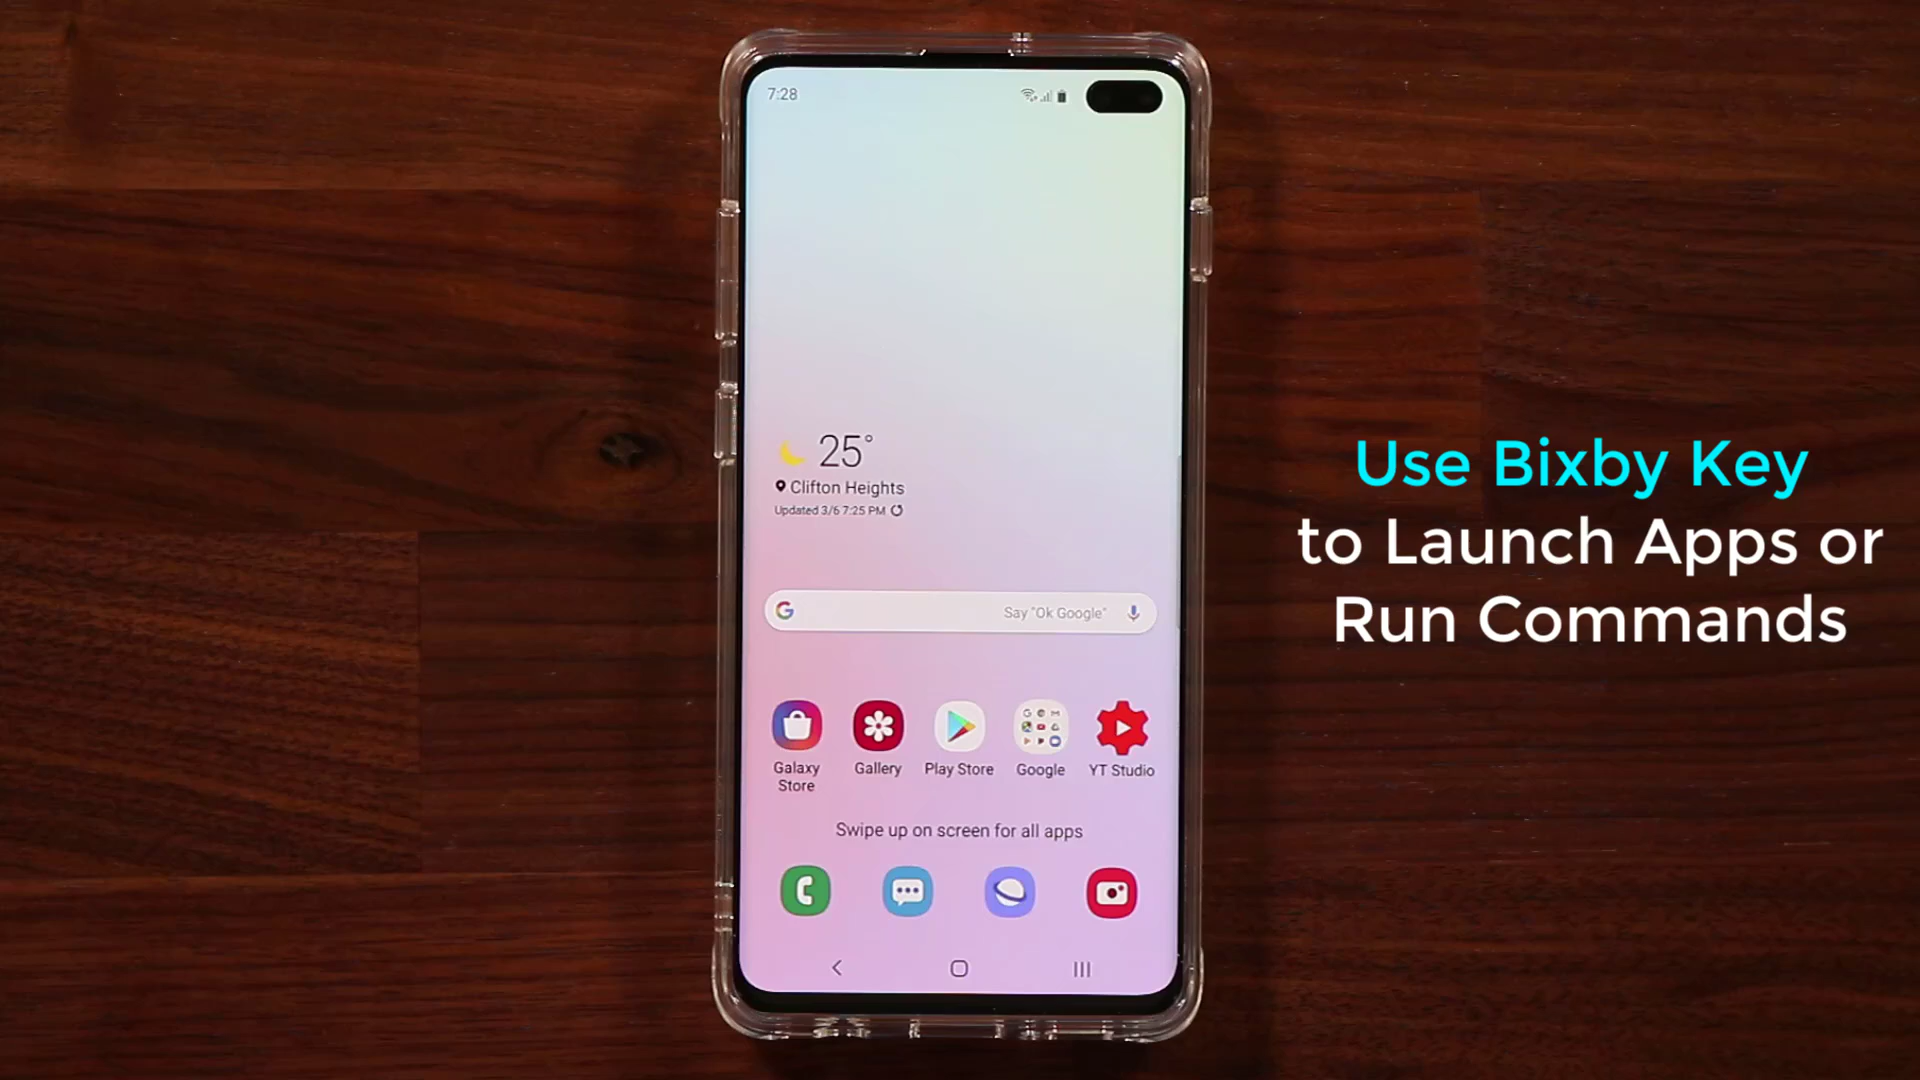 7:28
25°
Clifton Heights
Updated 3/6 7:25 PM
Say "Ok Google"
Galaxy
Store
Gallery
Play Store
Google
YT Studio
Swipe up on screen for all apps
Use Bixby Key
to Launch Apps or
Run Commands